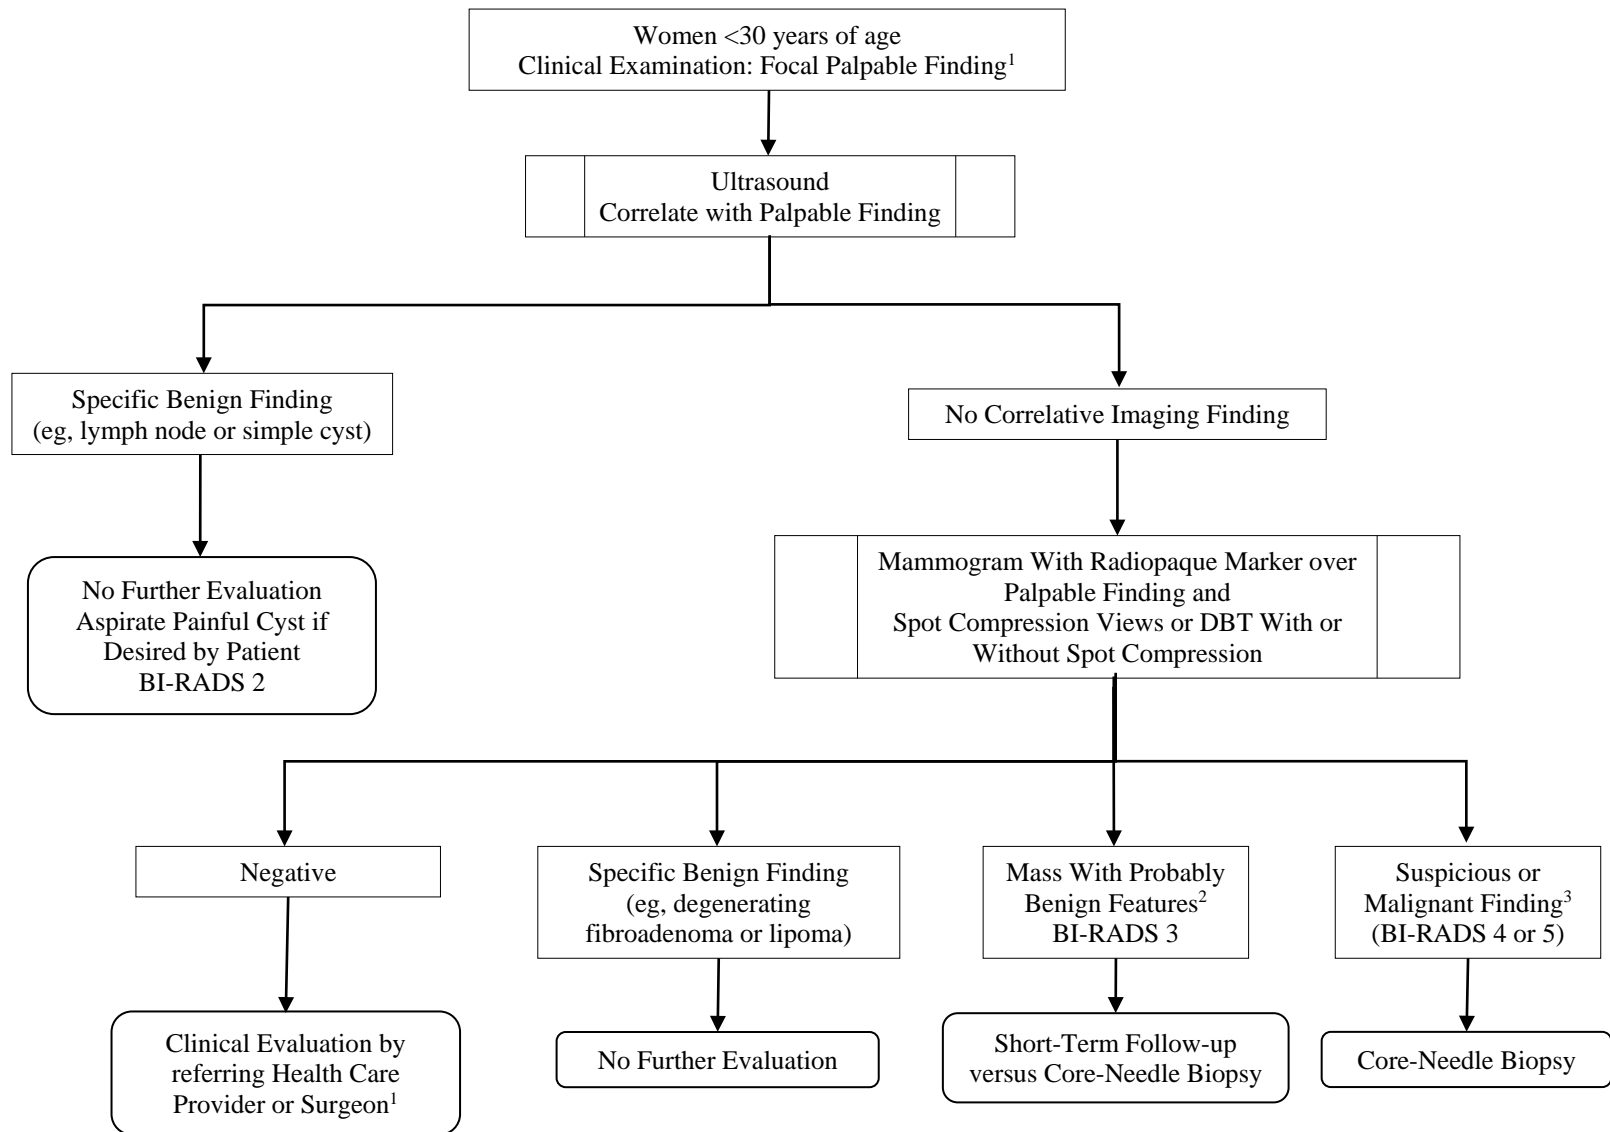 Women <30 years of age
Clinical Examination: Focal Palpable Finding1
Ultrasound
Correlate with Palpable Finding
Specific Benign Finding
(eg, lymph node or simple cyst)
No Correlative Imaging Finding
No Further Evaluation
Aspirate Painful Cyst if
Desired by Patient
BI-RADS 2
Mammogram With Radiopaque Marker over
Palpable Finding and
Spot Compression Views or DBT With or
Without Spot Compression
Negative
Specific Benign Finding
(eg, degenerating
fibroadenoma or lipoma)
Mass With Probably
Benign Features2
BI-RADS 3
Suspicious or
Malignant Finding3
(BI-RADS 4 or 5)
Clinical Evaluation by
referring Health Care
Provider or Surgeon1
No Further Evaluation
Short-Term Follow-up
versus Core-Needle Biopsy
Core-Needle Biopsy